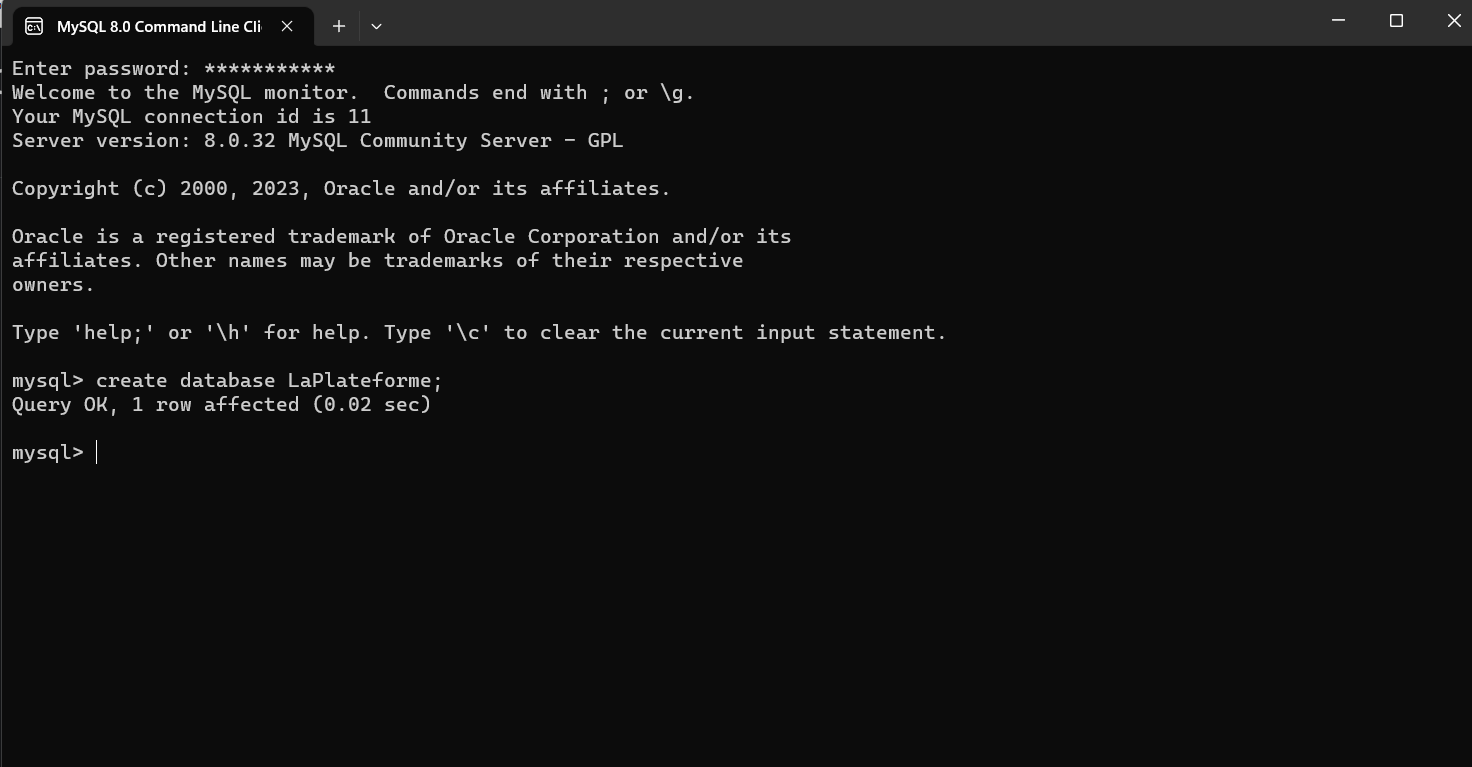 MySQL 8.0 Command Line Cli
Enter password: ***********
Welcome to the MySQL monitor.  Commands end with ; or \g.
Your MySQL connection id is 11
Server version: 8.0.32 MySQL Community Server - GPL
Copyright (c) 2000, 2023, Oracle and/or its affiliates.
Oracle is a registered trademark of Oracle Corporation and/or its
affiliates. Other names may be trademarks of their respective
owners.
Type 'help;' or '\h' for help. Type '\c' to clear the current input statement.
mysql> create database LaPlateforme;
Query OK, 1 row affected (0.02 sec)
mysql>